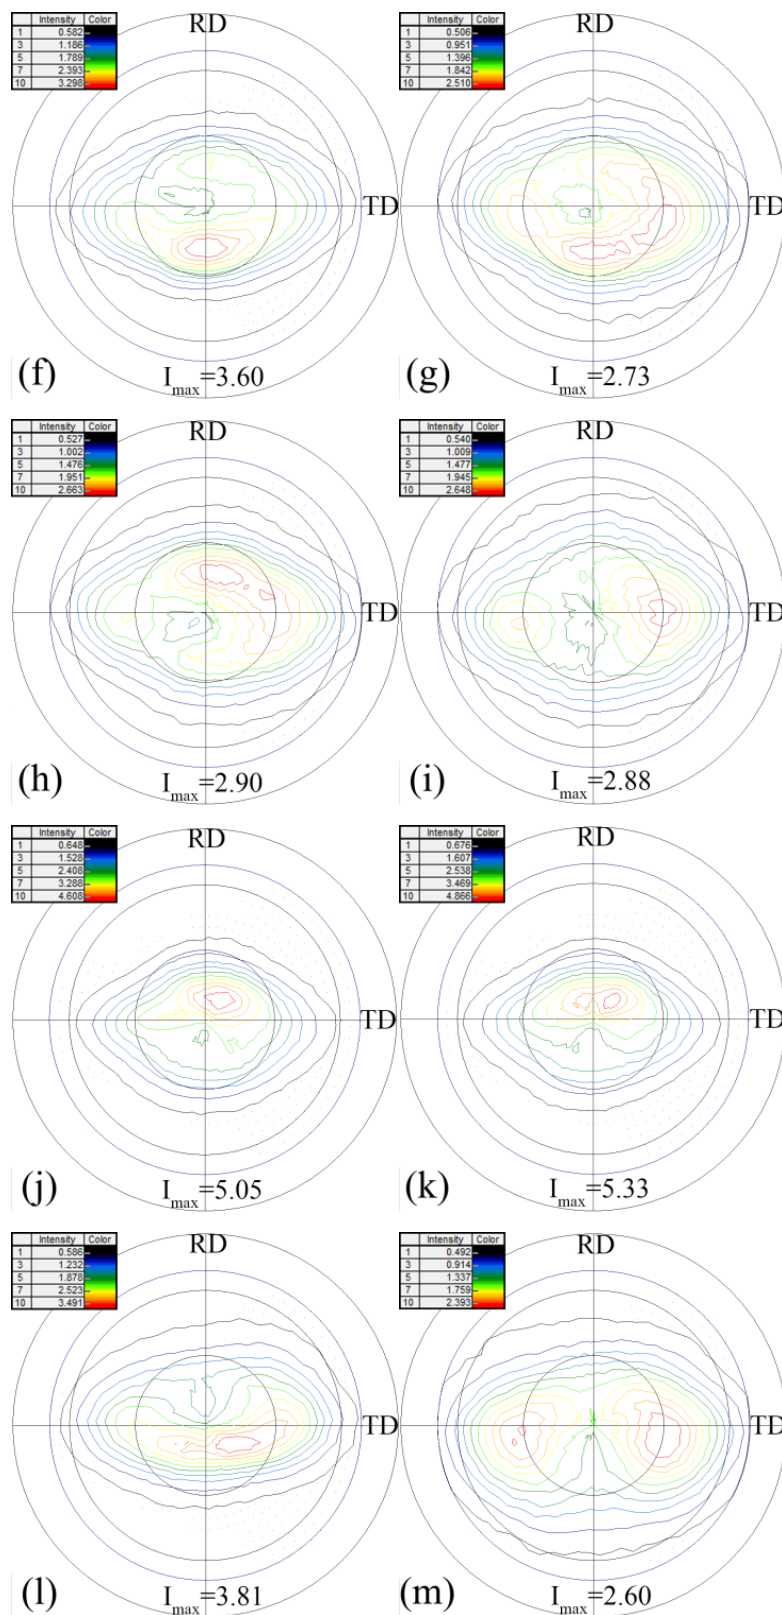 Intensity Color
1 0.582
3 1.186
5 1.789
7 2.393
10 3.298
RD
TD
(f)
Imax=3.60
Intensity Color
1 0.506
3 0.951
5 1.396
7 1.842
10 2.510
RD
TD
(g)
Imax=2.73
Intensity Color
1 0.527
3 1.002
5 1.476
7 1.951
10 2.663
RD
TD
(h)
Imax=2.90
Intensity Color
1 0.540
3 1.009
5 1.477
7 1.945
10 2.648
RD
TD
(i)
Imax=2.88
Intensity Color
1 0.648
3 1.528
5 2.408
7 3.288
10 4.608
RD
TD
(j)
Imax=5.05
Intensity Color
1 0.676
3 1.607
5 2.538
7 3.469
10 4.866
RD
TD
(k)
Imax=5.33
Intensity Color
1 0.586
3 1.232
5 1.878
7 2.523
10 3.491
RD
TD
(l)
Imax=3.81
Intensity Color
1 0.492
3 0.914
5 1.337
7 1.759
10 2.393
RD
TD
(m)
Imax=2.60